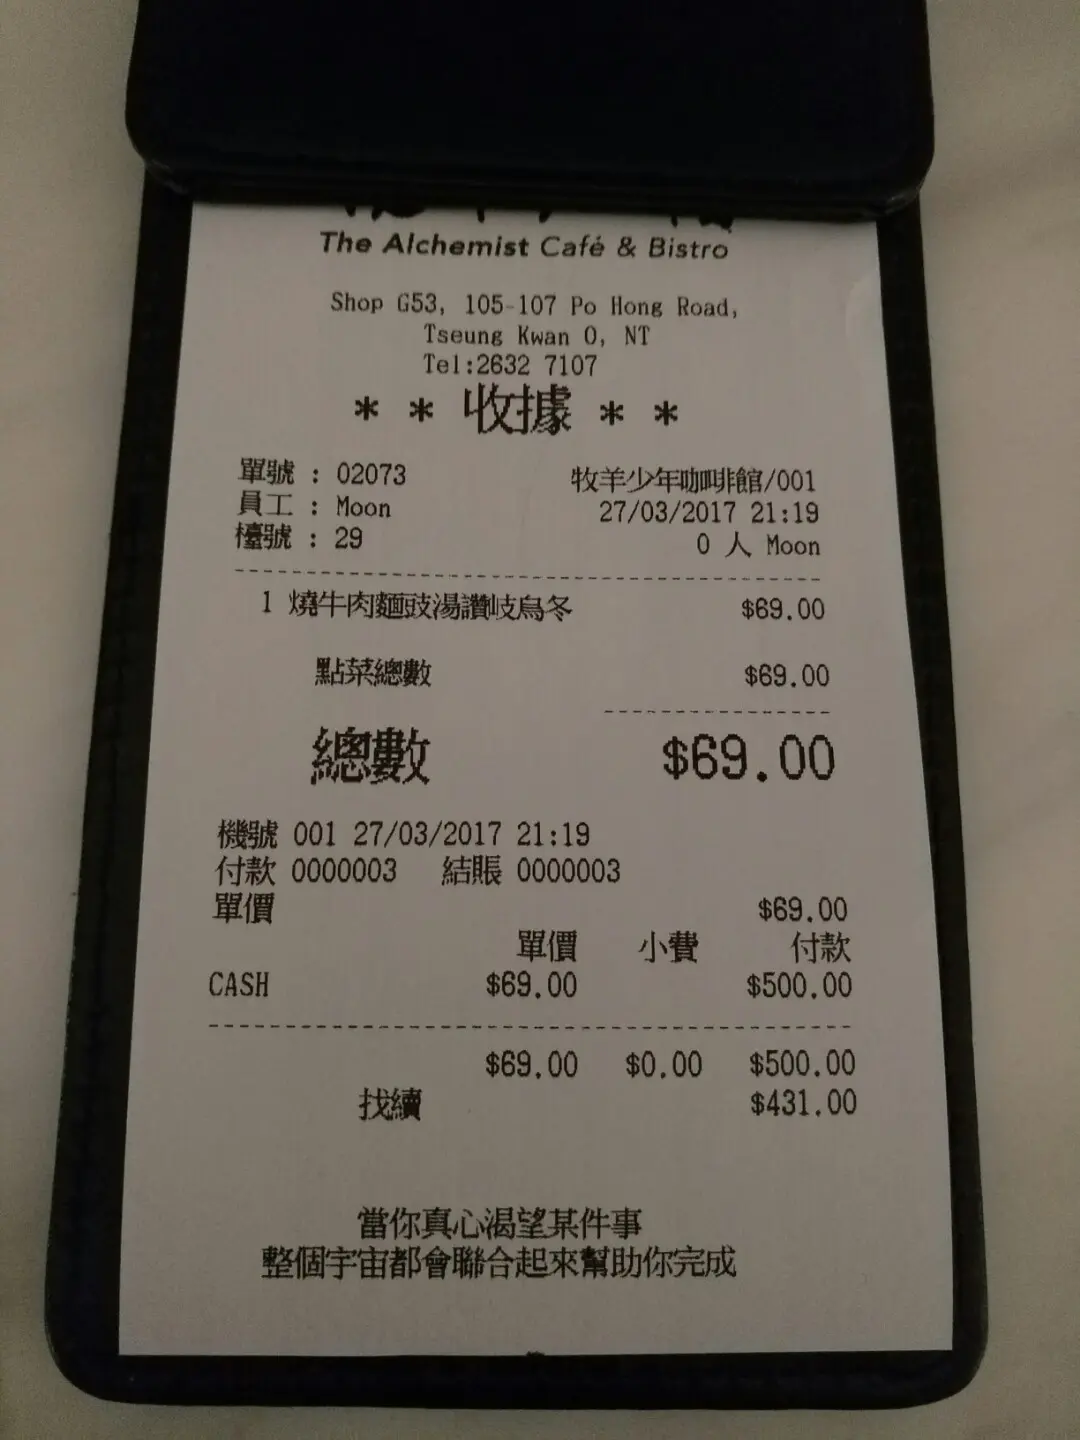 The Alchemist Café & Bistro
Shop G53, 105-107 Po Hong Road,
Tseung Kwan O, NT
Tel:2632 7107
* * 收據 * *
單號 : 02073 牧羊少年咖啡館/001
員工 : Moon 27/03/2017 21:19
檯號 : 29 0 人 Moon
1 燒牛肉麵豉湯讚岐烏冬 $69.00
點菜總數 $69.00
總數 $69.00
機號 001 27/03/2017 21:19
付款 0000003 結賬 0000003
單價 $69.00
單價 小費 付款
CASH $69.00 $500.00
$69.00 $0.00 $500.00
找續 $431.00
當你真心渴望某件事
整個宇宙都會聯合起來幫助你完成